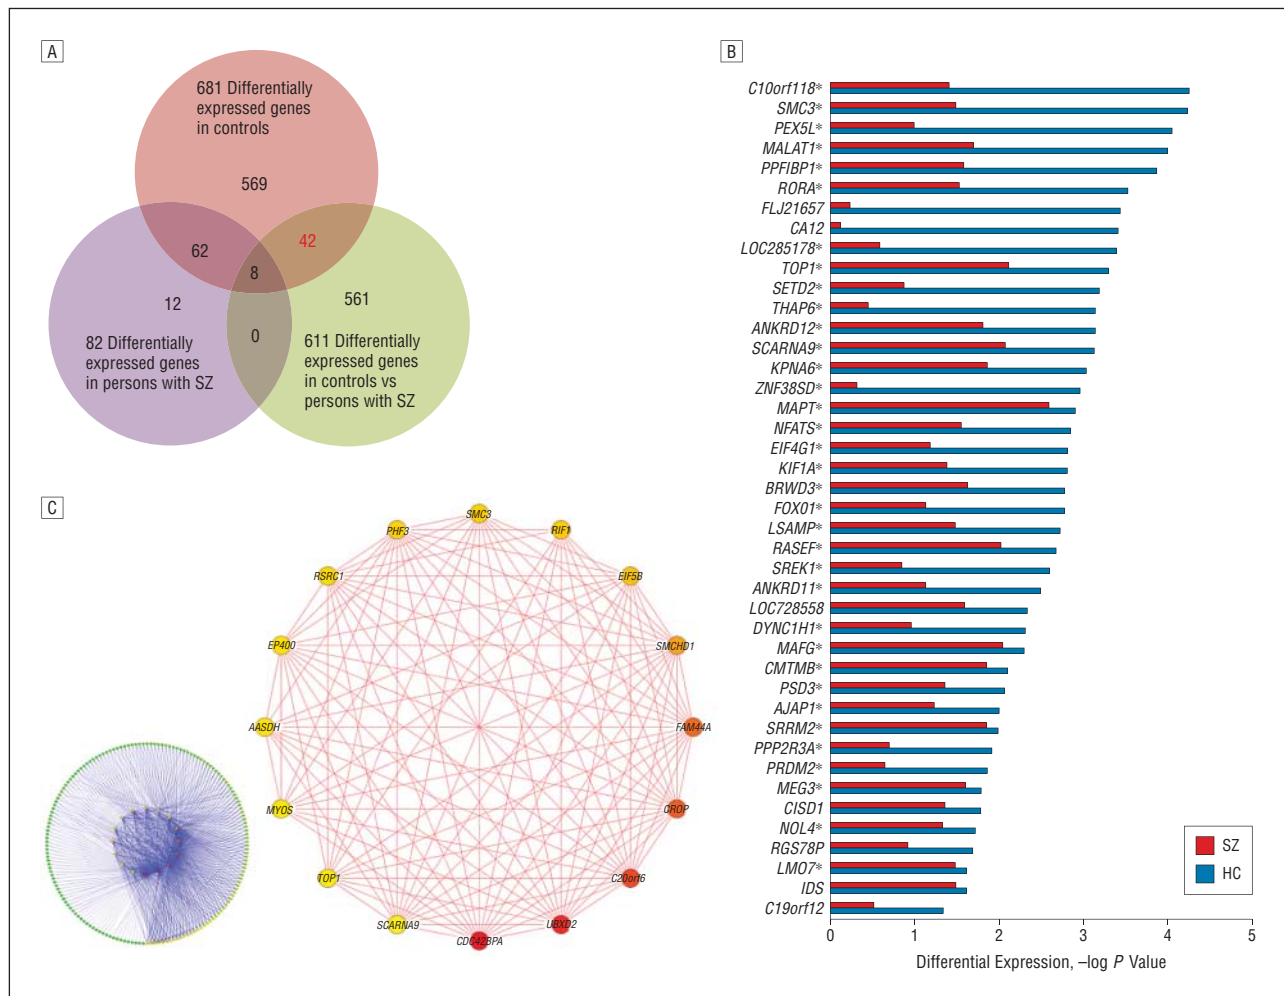 A
681 Differentially
expressed genes
in controls
569
62
42
8
12
561
0
82 Differentially
expressed genes
in persons with SZ
611 Differentially
expressed genes
in controls vs
persons with SZ
B
C10orf118*
SMC3*
PEX5L*
MALAT1*
PPFIBP1*
RORA*
FLJ21657
CA12
LOC285178*
TOP1*
SETD2*
THAP6*
ANKRD12*
SCARNA9*
KPNA6*
ZNF38SD*
MAPT*
NFATS*
EIF4G1*
KIF1A*
BRWD3*
FOX01*
LSAMP*
RASEF*
SREK1*
ANKRD11*
LOC728558
DYNC1H1*
MAFG*
CMTMB*
PSD3*
AJAP1*
SRRM2*
PPP2R3A*
PRDM2*
MEG3*
CISD1
NOL4*
RGS78P
LMO7*
IDS
C19orf12
0 1 2 3 4 5
Differential Expression, –log P Value
SZ
HC
C
SMC3
RIF1
PHF3
EIF5B
RSRC1
SMCHD1
EP400
FAM44A
AASDH
CROP
MYOS
C20orf6
TOP1
UBXD2
SCARNA9
CDC42BPA